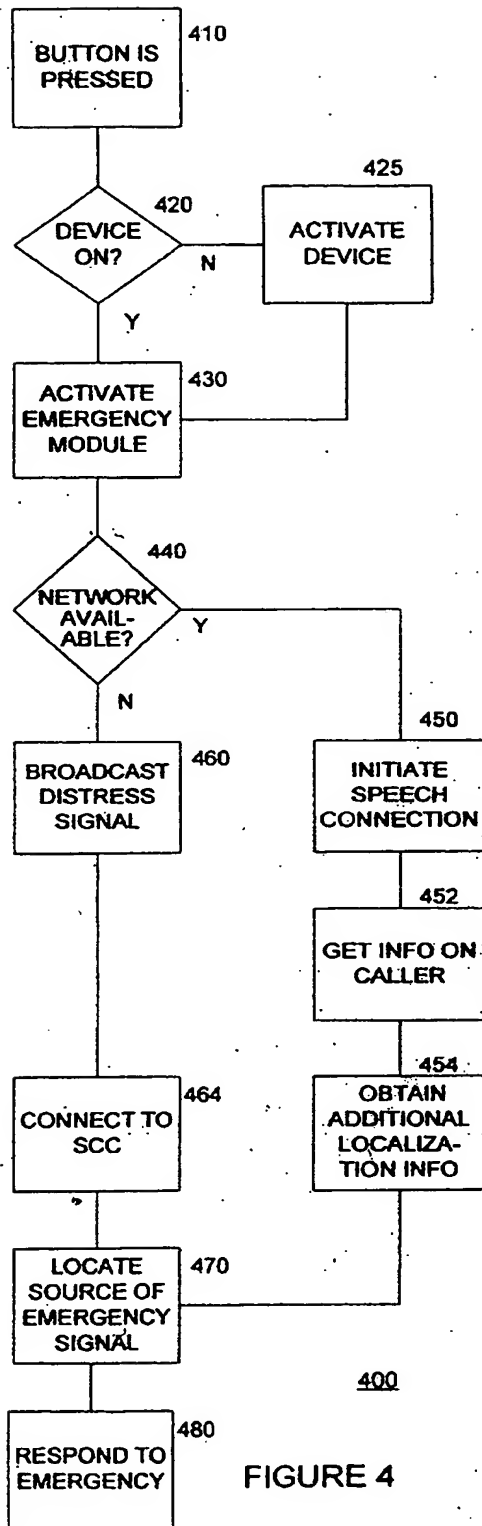 410
BUTTON IS
PRESSED
420
425
DEVICE
ON?
N
ACTIVATE
DEVICE
Y
430
ACTIVATE
EMERGENCY
MODULE
440
NETWORK
AVAIL-
ABLE?
Y
N
450
460
BROADCAST
DISTRESS
SIGNAL
INITIATE
SPEECH
CONNECTION
452
GET INFO ON
CALLER
454
464
CONNECT TO
SCC
OBTAIN
ADDITIONAL
LOCALIZA-
TION INFO
470
LOCATE
SOURCE OF
EMERGENCY
SIGNAL
400
480
RESPOND TO
EMERGENCY
FIGURE 4